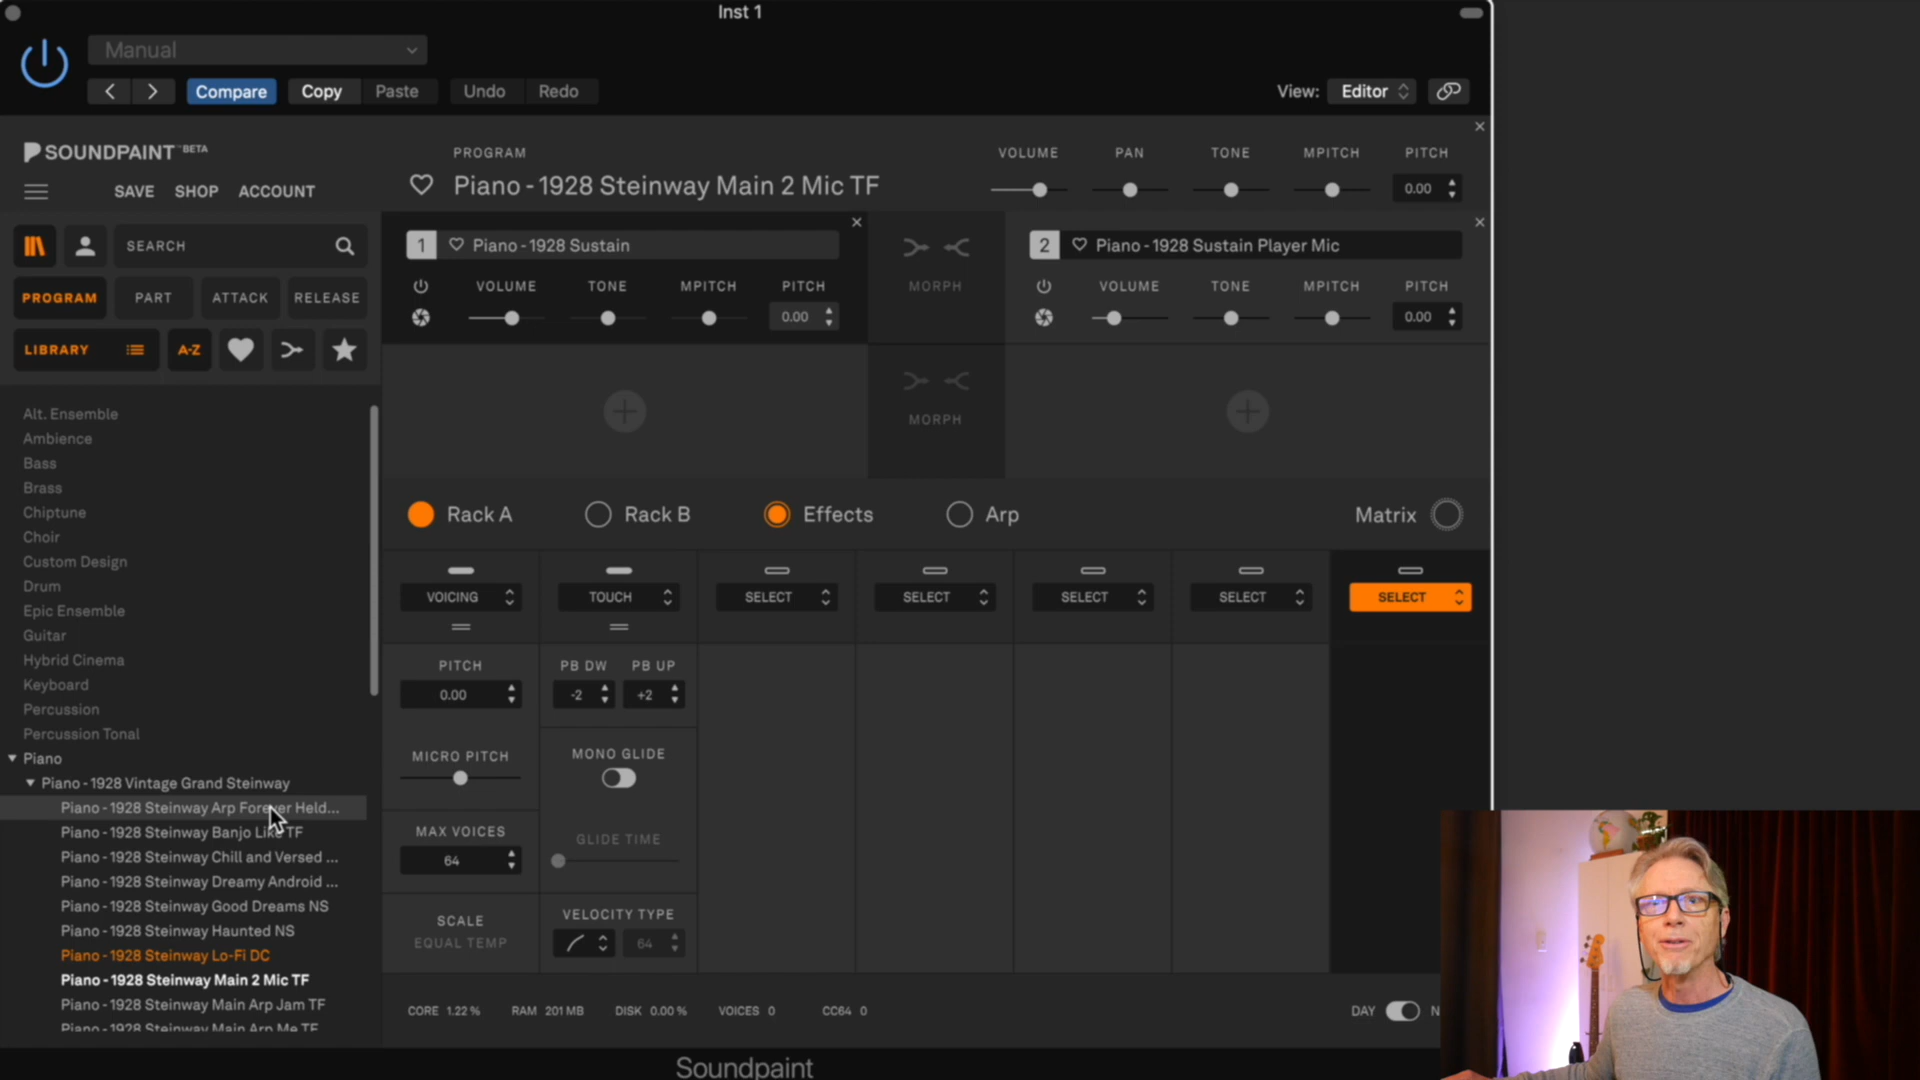 Inst 1
Manual
Compare Copy Paste Undo Redo View: Editor
SOUNDPAINT BETA
SAVE SHOP ACCOUNT
SEARCH
PROGRAM PART ATTACK RELEASE
LIBRARY A-Z
Alt. Ensemble
Ambience
Bass
Brass
Chiptune
Choir
Custom Design
Drum
Epic Ensemble
Guitar
Hybrid Cinema
Keyboard
Percussion
Percussion Tonal
Piano
Piano - 1928 Vintage Grand Steinway
Piano - 1928 Steinway Arp Forever Held...
Piano - 1928 Steinway Banjo Like TF
Piano - 1928 Steinway Chill and Versed ...
Piano - 1928 Steinway Dreamy Android ...
Piano - 1928 Steinway Good Dreams NS
Piano - 1928 Steinway Haunted NS
Piano - 1928 Steinway Lo-Fi DC
Piano - 1928 Steinway Main 2 Mic TF
Piano - 1928 Steinway Main Arp Jam TF
Piano - 1928 Steinway Main Arp Me TF
PROGRAM
Piano - 1928 Steinway Main 2 Mic TF
VOLUME PAN TONE MPITCH PITCH
0.00
1 Piano - 1928 Sustain
VOLUME TONE MPITCH PITCH
0.00
MORPH
2 Piano - 1928 Sustain Player Mic
VOLUME TONE MPITCH PITCH
0.00
MORPH
Rack A Rack B Effects Arp Matrix
VOICING TOUCH SELECT SELECT SELECT SELECT SELECT
PITCH
0.00
MICRO PITCH
MAX VOICES
64
SCALE
EQUAL TEMP
PB DW PB UP
-2 +2
MONO GLIDE
GLIDE TIME
VELOCITY TYPE
64
CORE 1.22 % RAM 201 MB DISK 0.00 % VOICES 0 CC64 0 DAY N
Soundpaint